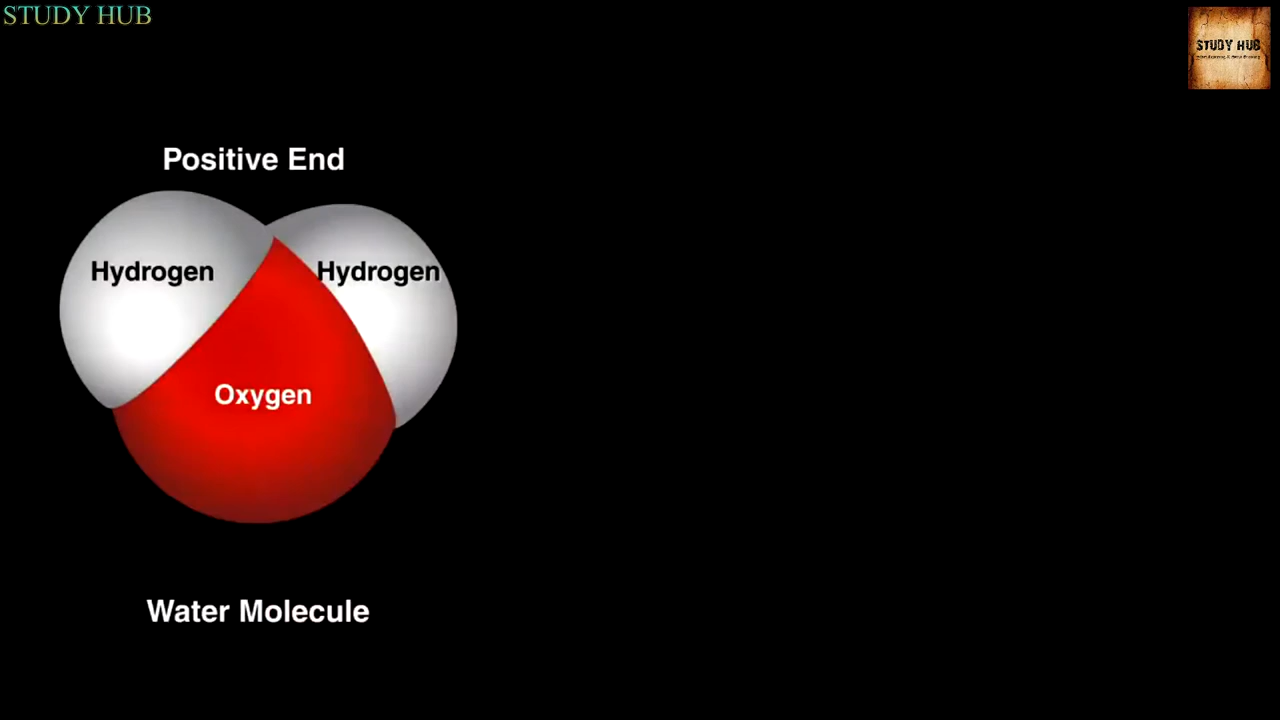 STUDY HUB
STUDY HUB
Positive End
Hydrogen
Hydrogen
Oxygen
Water Molecule